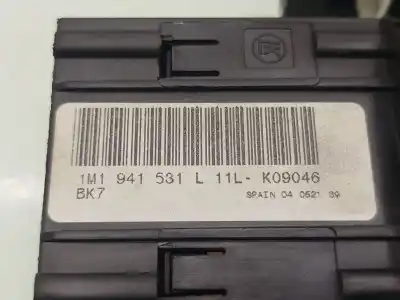 1M1 941 531 L 11L- K09046
BK7
SPAIN 04 0521 39